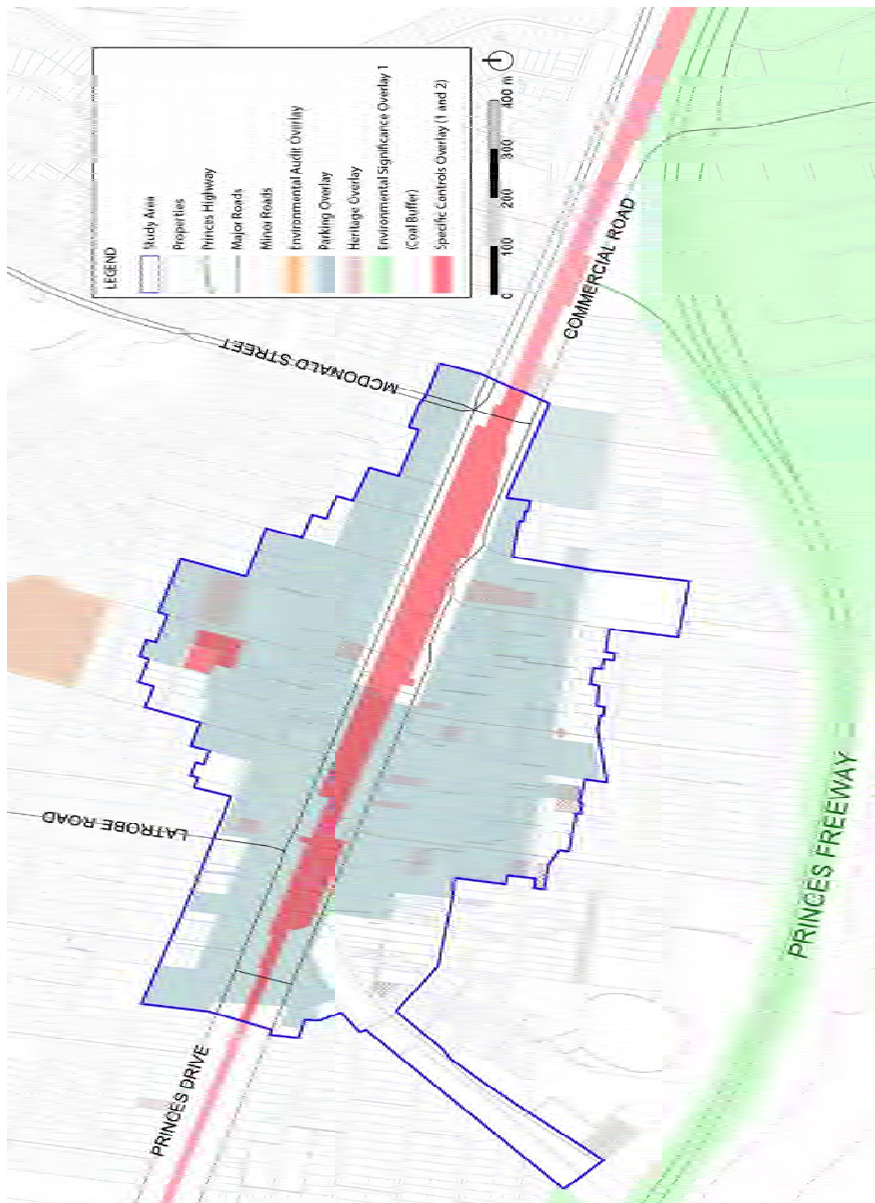 LEGEND
Study Area
Properties
Princes Highway
Major Roads
Minor Roads
Environmental Audit Overlay
Parking Overlay
Heritage Overlay
Environmental Significance Overlay 1
(Coal Buffer)
Specific Controls Overlay (1 and 2)
0 100 200 300 400 m
MCDONALD STREET
COMMERCIAL ROAD
LATROBE ROAD
PRINCES DRIVE
PRINCES FREEWAY